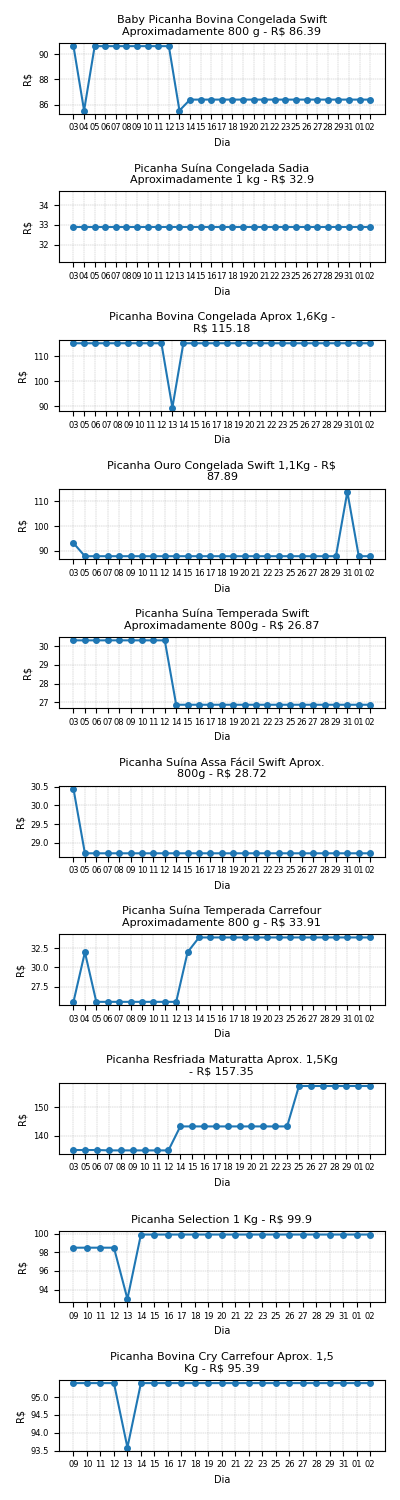 Baby Picanha Bovina Congelada Swift
Aproximadamente 800 g - R$ 86.39
90
88
86
R$
03 04 05 06 07 08 09 10 11 12 13 14 15 16 17 18 19 20 21 22 23 24 25 26 27 28 29 30 31 01 02
Dia
Picanha Suína Congelada Sadia
Aproximadamente 1 kg - R$ 32.9
34
33
32
R$
03 04 05 06 07 08 09 10 11 12 13 14 15 16 17 18 19 20 21 22 23 24 25 26 27 28 29 30 31 01 02
Dia
Picanha Bovina Congelada Aprox 1,6Kg -
R$ 115.18
110
100
90
R$
03 04 05 06 07 08 09 10 11 12 13 14 15 16 17 18 19 20 21 22 23 25 26 27 28 29 31 01 02
Dia
Picanha Ouro Congelada Swift 1,1Kg - R$
87.89
110
100
90
R$
03 05 06 07 08 09 10 11 12 13 14 15 16 17 18 19 20 21 22 23 25 26 27 28 29 31 01 02
Dia
Picanha Suína Temperada Swift
Aproximadamente 800g - R$ 26.87
30
29
28
27
R$
03 05 06 07 08 09 10 11 12 14 15 16 17 18 19 20 21 22 23 25 26 27 28 29 30 31 02
Dia
Picanha Suína Assa Fácil Swift Aprox.
800g - R$ 28.72
30.5
30.0
29.5
29.0
R$
03 05 06 07 08 09 10 11 12 13 14 15 16 17 18 19 20 21 22 23 25 26 27 28 29 31 01 02
Dia
Picanha Suína Temperada Carrefour
Aproximadamente 800 g - R$ 33.91
32.5
30.0
27.5
R$
03 04 05 06 07 08 09 10 11 12 13 14 15 16 17 18 19 20 21 22 23 25 26 27 28 29 31 01 02
Dia
Picanha Resfriada Maturatta Aprox. 1,5Kg
- R$ 157.35
150
140
R$
03 05 06 07 08 09 10 11 12 14 15 16 17 18 19 20 21 22 23 25 26 27 28 29 01 02
Dia
Picanha Selection 1 Kg - R$ 99.9
100
98
96
94
R$
09 10 11 12 13 14 15 16 17 18 19 20 21 22 23 25 26 27 28 29 31 01 02
Dia
Picanha Bovina Cry Carrefour Aprox. 1,5
Kg - R$ 95.39
95.0
94.5
94.0
93.5
R$
09 10 11 12 13 14 15 16 17 18 19 20 21 22 23 25 26 27 28 29 31 01 02
Dia